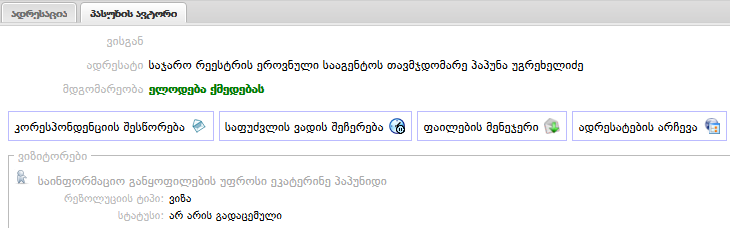 ადრესაცია პასუხის ავტორი
ვისგან
ადრესატი საჯარო რეესტრის ეროვნული სააგენტოს თავმჯდომარე პაპუნა უგრეხელიძე
მდგომარეობა ელოდება ქმედებას
კორესპონდენციის შესწორება საფუძვლის ვადის შეჩერება ფაილების მენეჯერი ადრესატების არჩევა
ვიზიტორები
საინფორმაციო განყოფილების უფროსი ეკატერინე პაპუნიდი
რეზოლუციის ტიპი: ვიზა
სტატუსი: არ არის გადაცემული